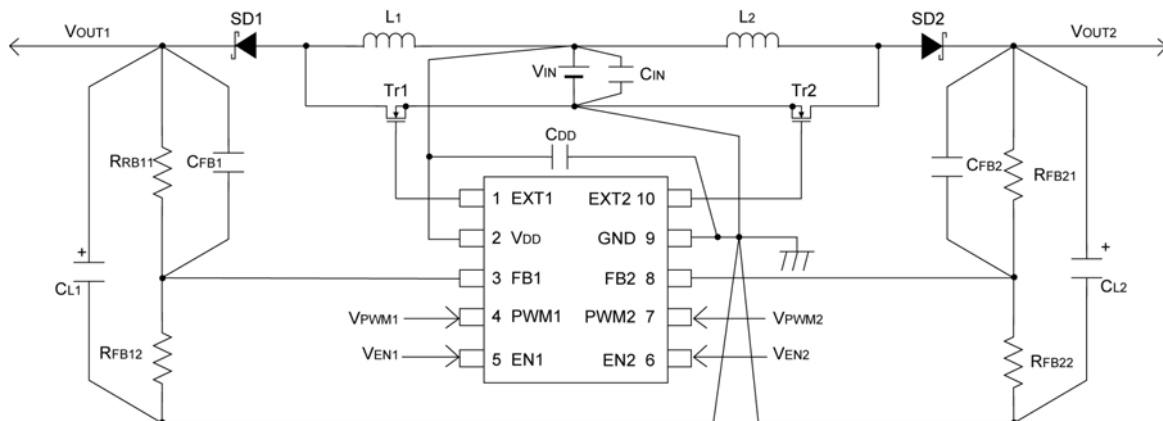 VOUT1
SD1
L1
L2
SD2
VOUT2
VIN
CIN
Tr1
Tr2
RRB11
CFB1
CDD
CFB2
RFB21
1 EXT1
EXT2 10
2 VDD
GND 9
3 FB1
FB2 8
4 PWM1
PWM2 7
5 EN1
EN2 6
+
CL1
+
CL2
VPWM1
VPWM2
VEN1
VEN2
RFB12
RFB22